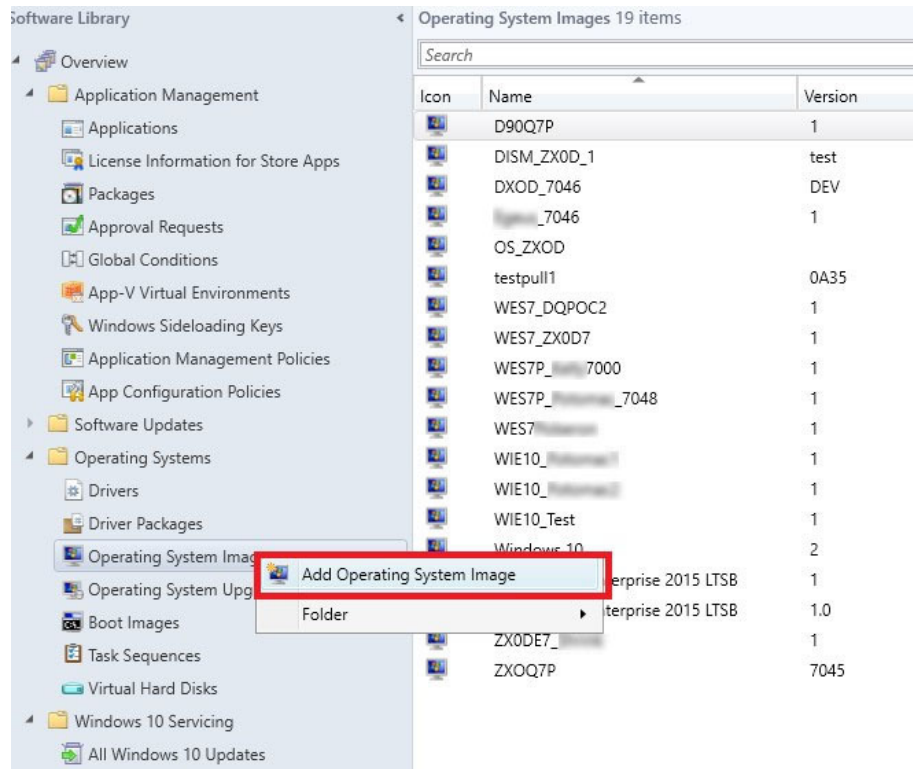 Software Library
Overview
Application Management
Applications
License Information for Store Apps
Packages
Approval Requests
Global Conditions
App-V Virtual Environments
Windows Sideloading Keys
Application Management Policies
App Configuration Policies
Software Updates
Operating Systems
Drivers
Driver Packages
Operating System Imag
Operating System Upg
Boot Images
Task Sequences
Virtual Hard Disks
Windows 10 Servicing
All Windows 10 Updates
Add Operating System Image
Folder
Operating System Images 19 items
Search
Icon Name Version
D90Q7P 1
DISM_ZX0D_1 test
DXOD_7046 DEV
_7046 1
OS_ZXOD
testpull1 0A35
WES7_DQPOC2 1
WES7_ZX0D7 1
WES7P_ 7000 1
WES7P_ _7048 1
WES7 1
WIE10_ 1
WIE10_ 1
WIE10_Test 1
Windows 10 2
erprise 2015 LTSB 1
terprise 2015 LTSB 1.0
ZX0DE7_ 1
ZXOQ7P 7045